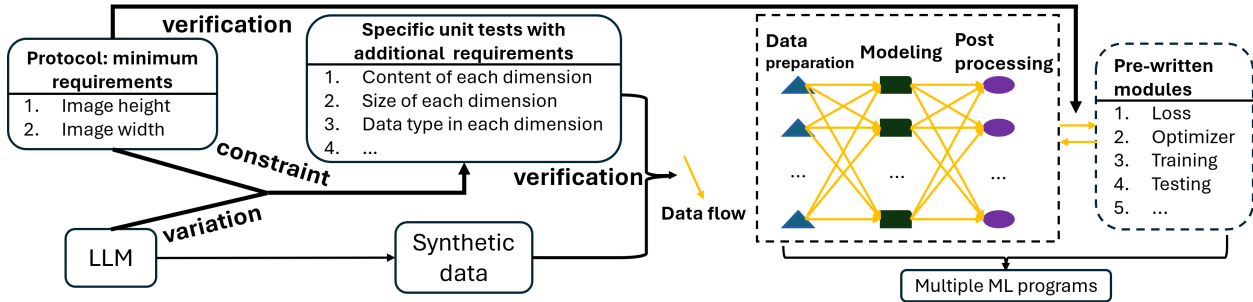 verification
Protocol: minimum
requirements
1. Image height
2. Image width
Specific unit tests with
additional requirements
1. Content of each dimension
2. Size of each dimension
3. Data type in each dimension
4. ...
constraint
variation
LLM
Synthetic
data
verification
Data flow
Data
preparation
Modeling
Post
processing
...
...
...
Pre-written
modules
1. Loss
2. Optimizer
3. Training
4. Testing
5. ...
Multiple ML programs